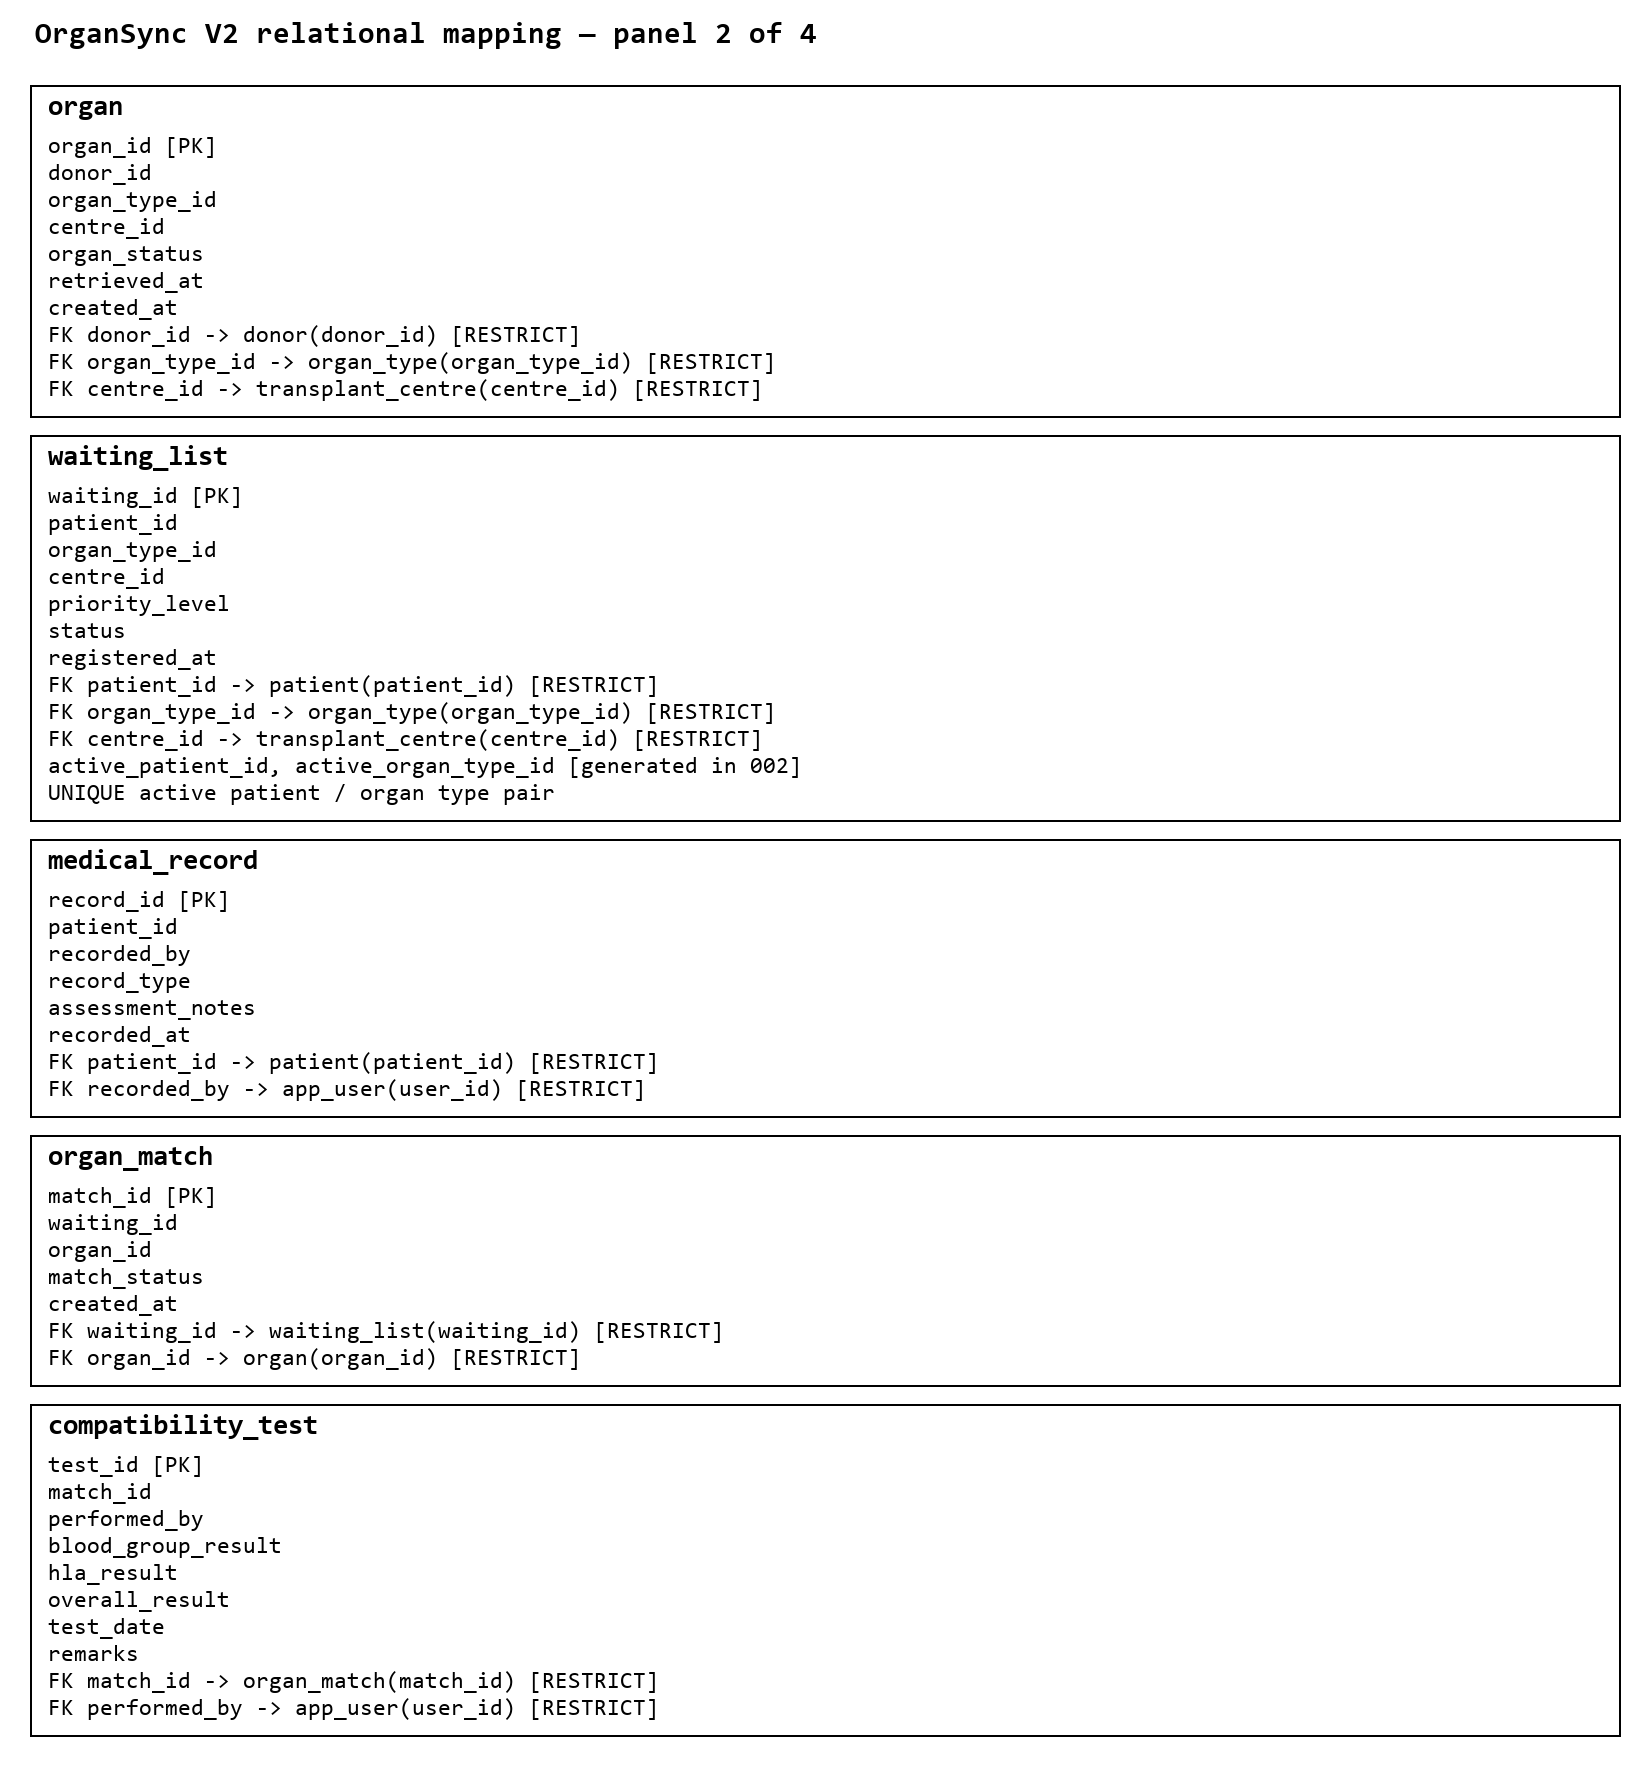 OrganSync V2 relational mapping — panel 2 of 4
organ
organ_id [PK]
donor_id
organ_type_id
centre_id
organ_status
retrieved_at
created_at
FK donor_id -> donor(donor_id) [RESTRICT]
FK organ_type_id -> organ_type(organ_type_id) [RESTRICT]
FK centre_id -> transplant_centre(centre_id) [RESTRICT]
waiting_list
waiting_id [PK]
patient_id
organ_type_id
centre_id
priority_level
status
registered_at
FK patient_id -> patient(patient_id) [RESTRICT]
FK organ_type_id -> organ_type(organ_type_id) [RESTRICT]
FK centre_id -> transplant_centre(centre_id) [RESTRICT]
active_patient_id, active_organ_type_id [generated in 002]
UNIQUE active patient / organ type pair
medical_record
record_id [PK]
patient_id
recorded_by
record_type
assessment_notes
recorded_at
FK patient_id -> patient(patient_id) [RESTRICT]
FK recorded_by -> app_user(user_id) [RESTRICT]
organ_match
match_id [PK]
waiting_id
organ_id
match_status
created_at
FK waiting_id -> waiting_list(waiting_id) [RESTRICT]
FK organ_id -> organ(organ_id) [RESTRICT]
compatibility_test
test_id [PK]
match_id
performed_by
blood_group_result
hla_result
overall_result
test_date
remarks
FK match_id -> organ_match(match_id) [RESTRICT]
FK performed_by -> app_user(user_id) [RESTRICT]